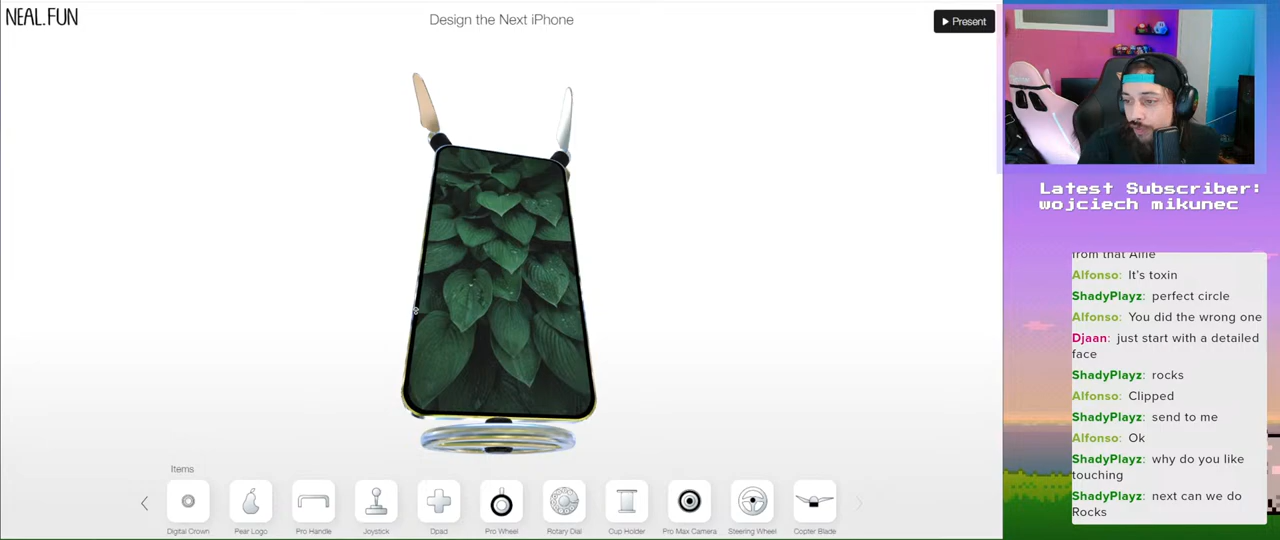 NEAL.FUN
Design the Next iPhone
Present
Latest Subscriber:
wojciech mikunec
from that Alfie
Alfonso: It's toxin
ShadyPlayz: perfect circle
Alfonso: You did the wrong one
Djaan: just start with a detailed
face
ShadyPlayz: rocks
Alfonso: Clipped
ShadyPlayz: send to me
Alfonso: Ok
ShadyPlayz: why do you like
touching
ShadyPlayz: next can we do
Rocks
Items
Digital Crown
Pear Logo
Pro Handle
Joystick
Dpad
Pro Wheel
Rotary Dial
Cup Holder
Pro Max Camera
Steering Wheel
Copter Blade